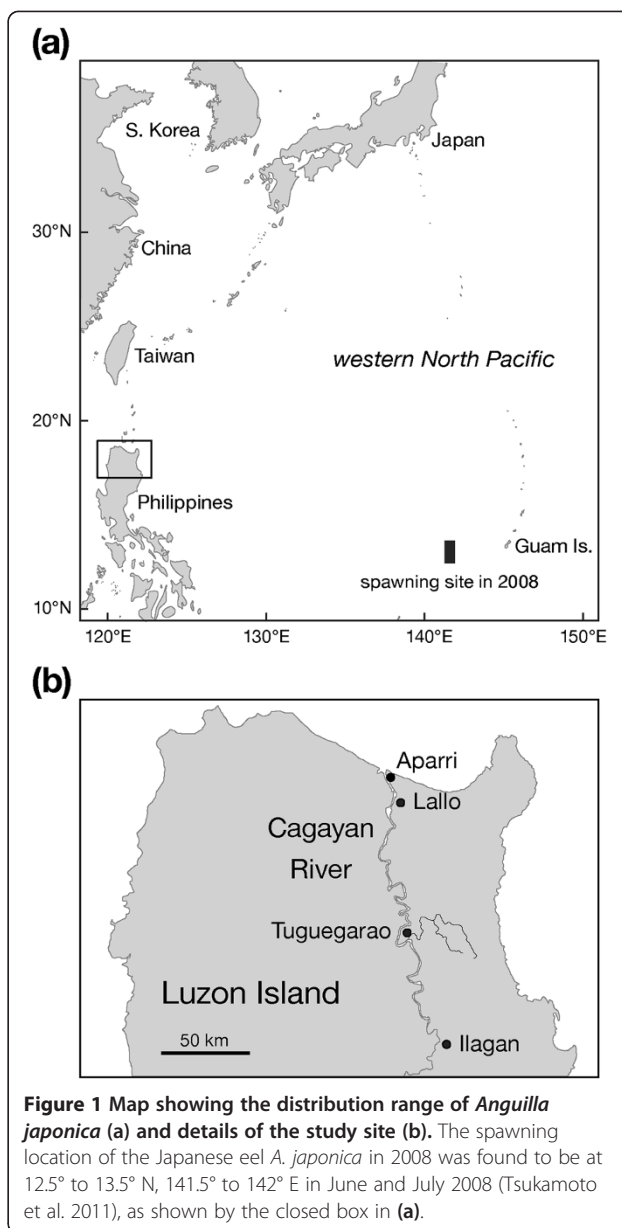 (a)
S. Korea
Japan
30°N
China
Taiwan
western North Pacific
20°N
Philippines
Guam Is.
spawning site in 2008
10°N
120°E 130°E 140°E 150°E
(b)
Aparri
Lallo
Cagayan
River
Tuguegarao
Luzon Island
50 km
Ilagan
Figure 1 Map showing the distribution range of Anguilla
japonica (a) and details of the study site (b). The spawning
location of the Japanese eel A. japonica in 2008 was found to be at
12.5° to 13.5° N, 141.5° to 142° E in June and July 2008 (Tsukamoto
et al. 2011), as shown by the closed box in (a).